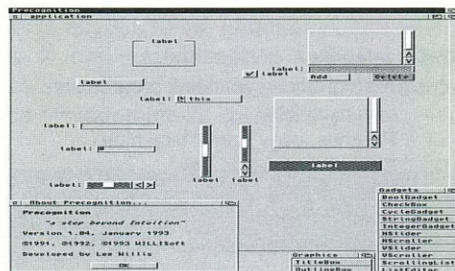 Precognition
application
label
label:
label
Add
Delete
label
label: this
label:
label:
label
label
label
label:
About Precognition...
Precognition
"a step beyond Intuition"
Version 1.04, January 1993
©1991, ©1992, ©1993 WILLISoft
Developed by Lee Willis
OK
Graphics
TitleBox
OutlineBox
Gadgets
BoolGadget
CheckBox
CycleGadget
StringGadget
IntegerGadget
HSlider
HScroller
VSlider
VScroller
ScrollingList
ListEditor